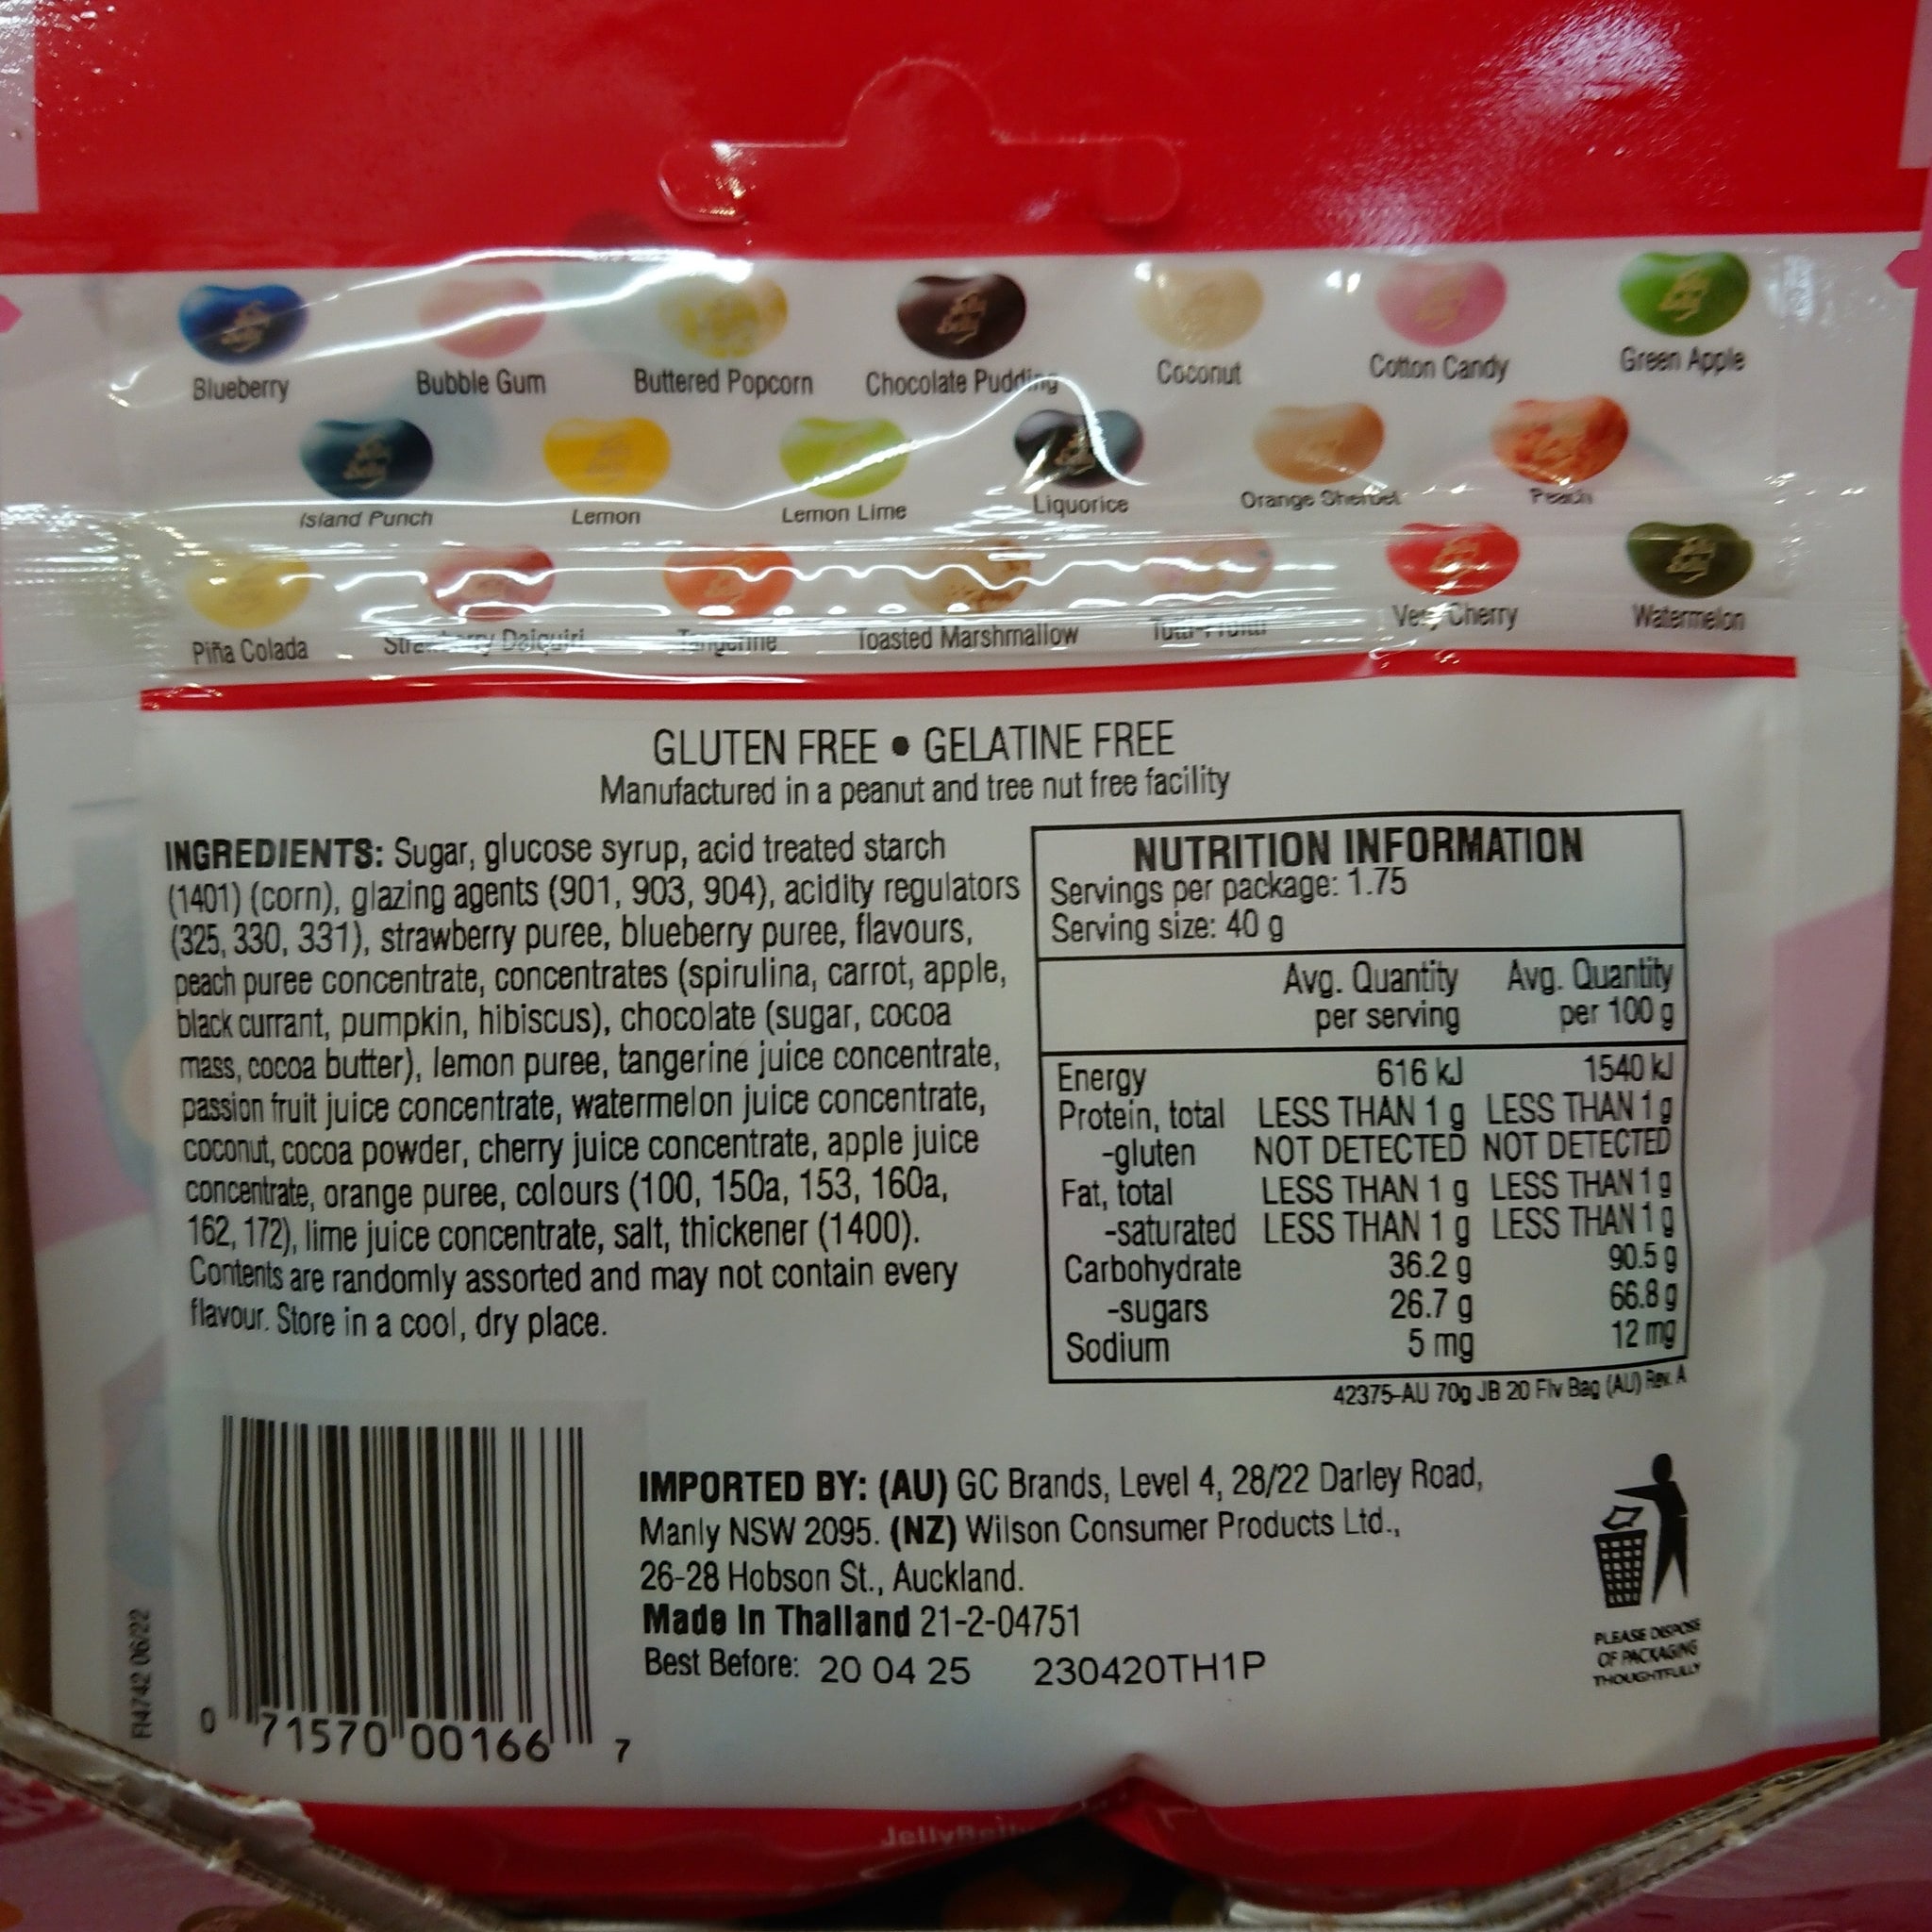 Blueberry Bubble Gum Buttered Popcorn Chocolate Pudding Coconut Cotton Candy Green Apple
Island Punch Lemon Lemon Lime Liquorice Orange Sherbet Peach
Piña Colada Strawberry Daiquiri Tangerine Toasted Marshmallow Tutti-Fruitti Very Cherry Watermelon
GLUTEN FREE • GELATINE FREE
Manufactured in a peanut and tree nut free facility
INGREDIENTS: Sugar, glucose syrup, acid treated starch
(1401) (corn), glazing agents (901, 903, 904), acidity regulators
(325, 330, 331), strawberry puree, blueberry puree, flavours,
peach puree concentrate, concentrates (spirulina, carrot, apple,
black currant, pumpkin, hibiscus), chocolate (sugar, cocoa
mass, cocoa butter), lemon puree, tangerine juice concentrate,
passion fruit juice concentrate, watermelon juice concentrate,
coconut, cocoa powder, cherry juice concentrate, apple juice
concentrate, orange puree, colours (100, 150a, 153, 160a,
162, 172), lime juice concentrate, salt, thickener (1400).
Contents are randomly assorted and may not contain every
flavour. Store in a cool, dry place.
NUTRITION INFORMATION
Servings per package: 1.75
Serving size: 40 g
Avg. Quantity Avg. Quantity
per serving per 100 g
Energy 616 kJ 1540 kJ
Protein, total LESS THAN 1 g LESS THAN 1 g
-gluten NOT DETECTED NOT DETECTED
Fat, total LESS THAN 1 g LESS THAN 1 g
-saturated LESS THAN 1 g LESS THAN 1 g
Carbohydrate 36.2 g 90.5 g
-sugars 26.7 g 66.8 g
Sodium 5 mg 12 mg
42375-AU 70g JB 20 Flv Bag (AU) Rev. A
IMPORTED BY: (AU) GC Brands, Level 4, 28/22 Darley Road,
Manly NSW 2095. (NZ) Wilson Consumer Products Ltd.,
26-28 Hobson St., Auckland.
Made In Thailand 21-2-04751
Best Before: 20 04 25 230420TH1P
PLEASE DISPOSE
OF PACKAGING
THOUGHTFULLY
FI4742 06/22
0 71570 00166 7